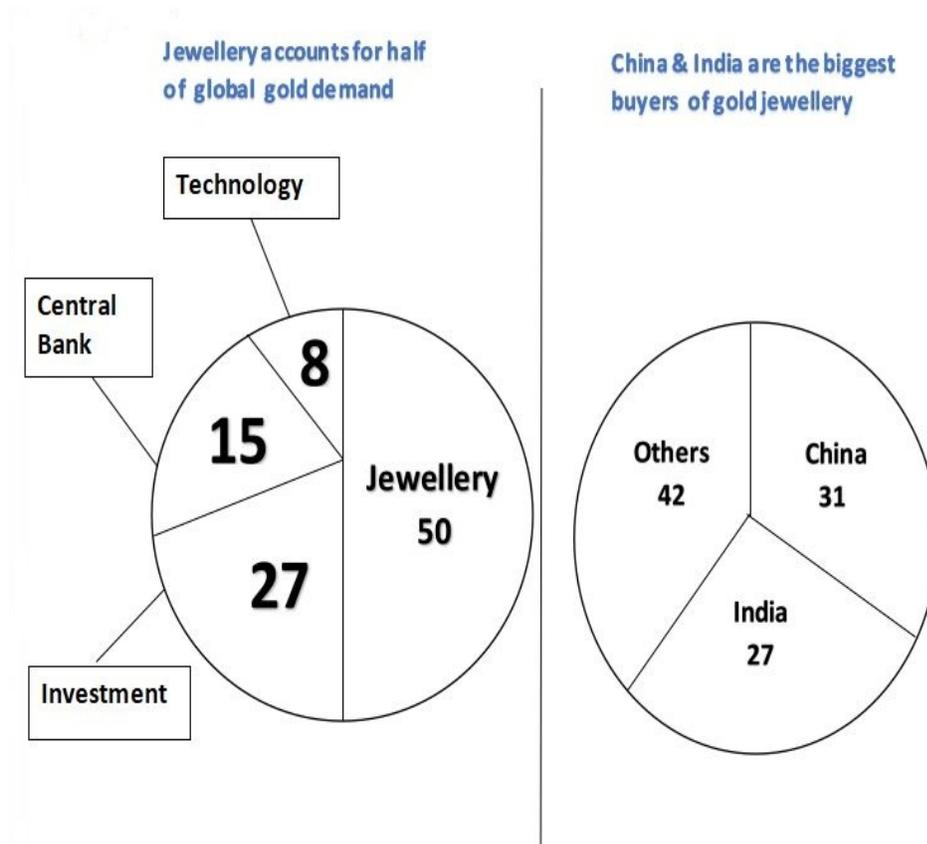 Jewellery accounts for half
of global gold demand
Technology
Central
Bank
8
15
Jewellery
50
27
Investment
China & India are the biggest
buyers of gold jewellery
Others
42
China
31
India
27